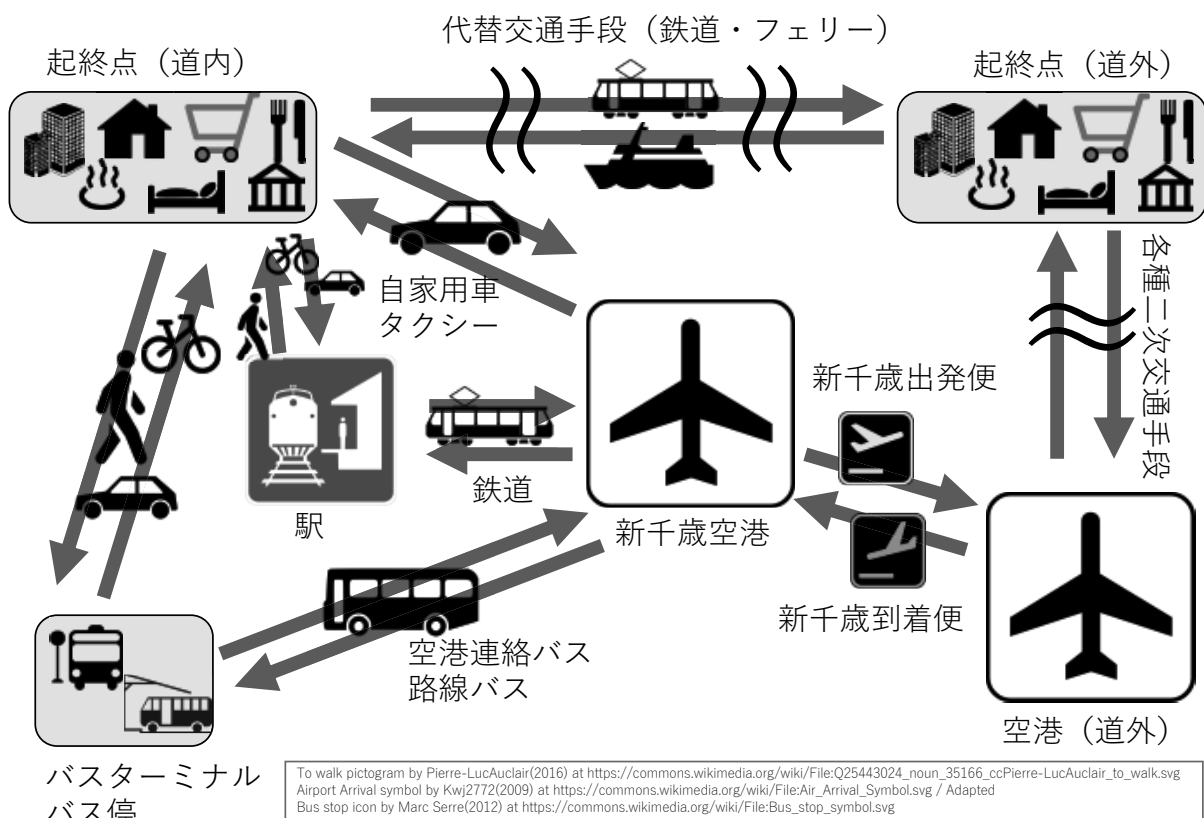 代替交通手段（鉄道・フェリー）
起終点（道内）
起終点（道外）
自家用車
タクシー
各種二次交通手段
新千歳出発便
鉄道
駅
新千歳空港
新千歳到着便
空港連絡バス
路線バス
空港（道外）
バスターミナル
バス停
To walk pictogram by Pierre-LucAuclair(2016) at https://commons.wikimedia.org/wiki/File:Q25443024_noun_35166_ccPierre-LucAuclair_to_walk.svg
Airport Arrival symbol by Kwj2772(2009) at https://commons.wikimedia.org/wiki/File:Air_Arrival_Symbol.svg / Adapted
Bus stop icon by Marc Serre(2012) at https://commons.wikimedia.org/wiki/File:Bus_stop_symbol.svg